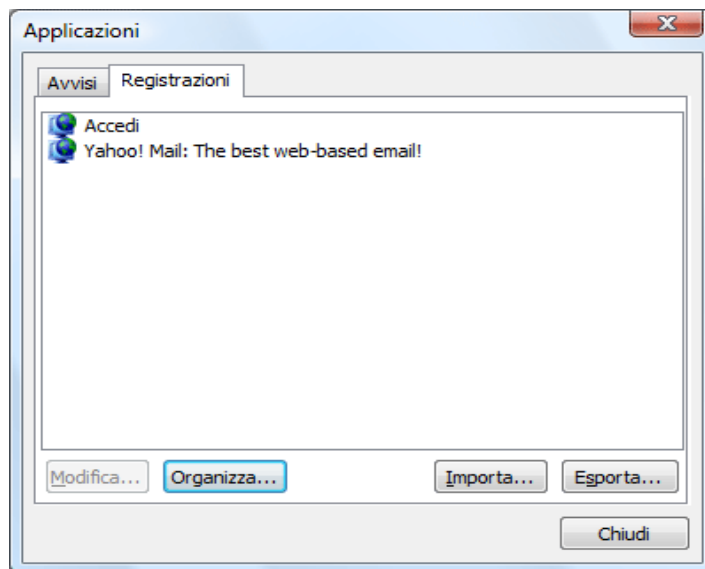 Applicazioni
Avvisi Registrazioni
Accedi
Yahoo! Mail: The best web-based email!
Modifica... Organizza... Importa... Esporta...
Chiudi